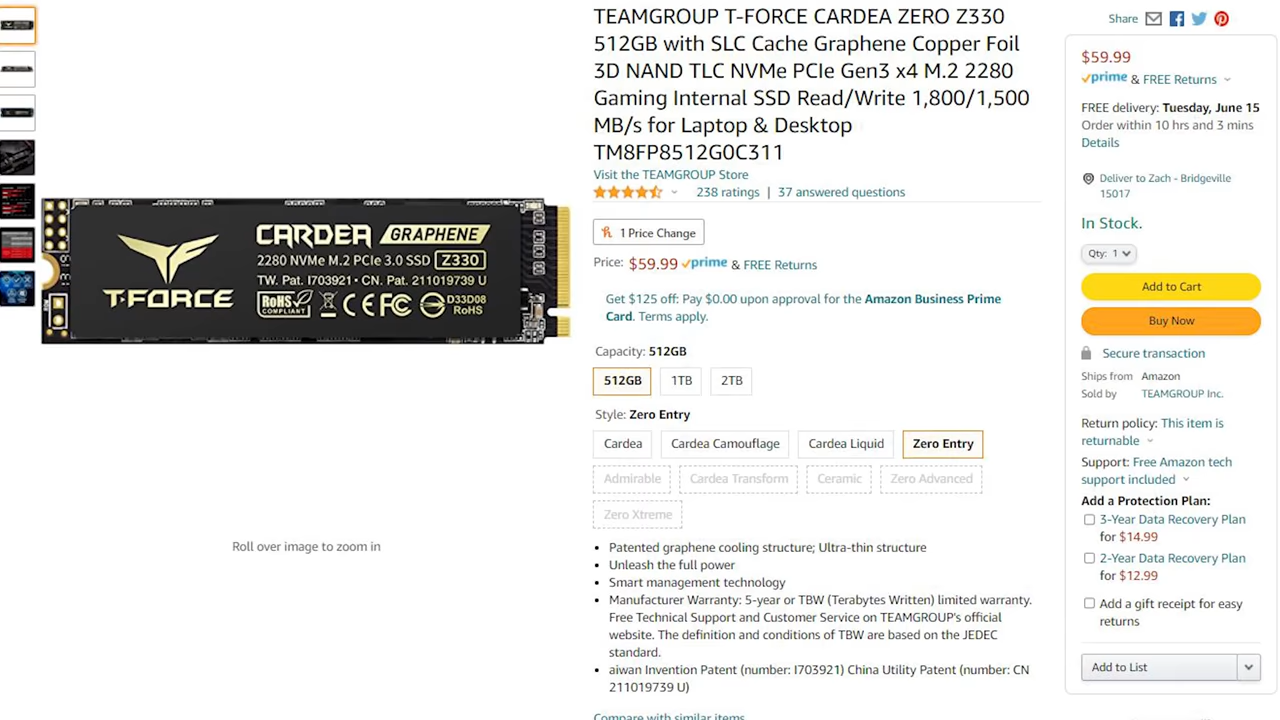 TEAMGROUP T-FORCE CARDEA ZERO Z330
512GB with SLC Cache Graphene Copper Foil
3D NAND TLC NVMe PCIe Gen3 x4 M.2 2280
Gaming Internal SSD Read/Write 1,800/1,500
MB/s for Laptop & Desktop
TM8FP8512G0C311
Visit the TEAMGROUP Store
238 ratings | 37 answered questions
1 Price Change
Price: $59.99 prime & FREE Returns
Get $125 off: Pay $0.00 upon approval for the Amazon Business Prime
Card. Terms apply.
Capacity: 512GB
512GB 1TB 2TB
Style: Zero Entry
Cardea Cardea Camouflage Cardea Liquid Zero Entry
Admirable Cardea Transform Ceramic Zero Advanced
Zero Xtreme
• Patented graphene cooling structure; Ultra-thin structure
• Unleash the full power
• Smart management technology
• Manufacturer Warranty: 5-year or TBW (Terabytes Written) limited warranty.
Free Technical Support and Customer Service on TEAMGROUP's official
website. The definition and conditions of TBW are based on the JEDEC
standard.
• aiwan Invention Patent (number: I703921) China Utility Patent (number: CN
211019739 U)
Compare with similar items
CARDEA GRAPHENE
2280 NVMe M.2 PCIe 3.0 SSD Z330
TW. Pat. I703921 • CN. Pat. 211019739 U
T-FORCE
RoHS
COMPLIANT
CE FC
D33D08
RoHS
Roll over image to zoom in
Share
$59.99
prime & FREE Returns
FREE delivery: Tuesday, June 15
Order within 10 hrs and 3 mins
Details
Deliver to Zach - Bridgeville
15017
In Stock.
Qty: 1
Add to Cart
Buy Now
Secure transaction
Ships from Amazon
Sold by TEAMGROUP Inc.
Return policy: This item is
returnable
Support: Free Amazon tech
support included
Add a Protection Plan:
3-Year Data Recovery Plan
for $14.99
2-Year Data Recovery Plan
for $12.99
Add a gift receipt for easy
returns
Add to List